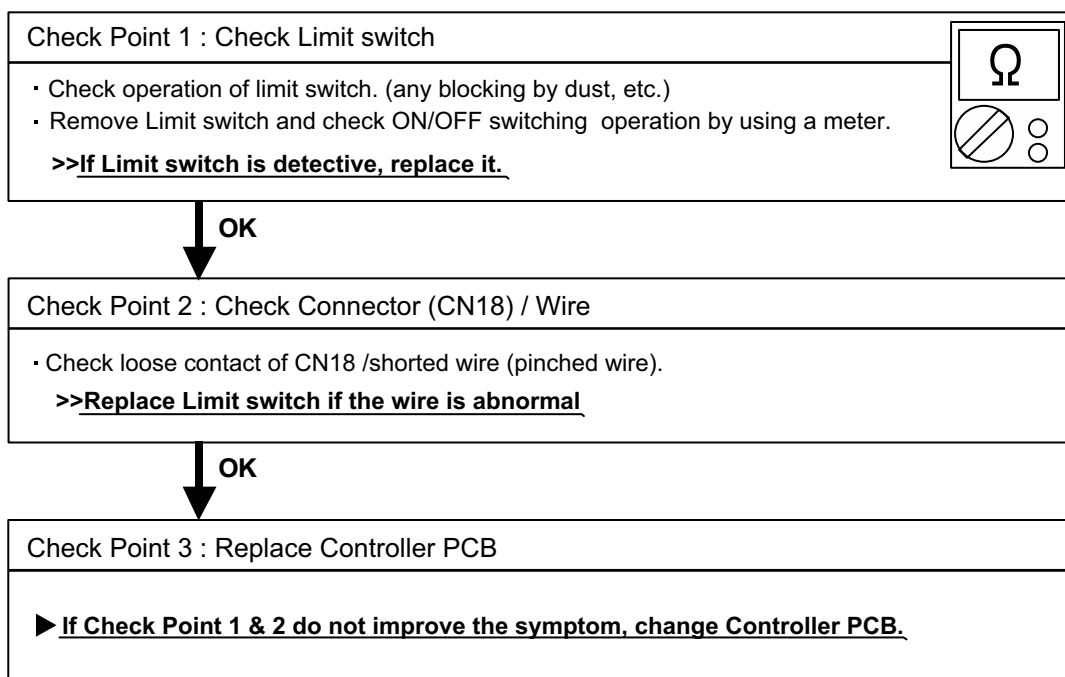 Check Point 1 : Check Limit switch
Ω
· Check operation of limit switch. (any blocking by dust, etc.)
· Remove Limit switch and check ON/OFF switching operation by using a meter.
>>If Limit switch is detective, replace it.
OK
Check Point 2 : Check Connector (CN18) / Wire
· Check loose contact of CN18 /shorted wire (pinched wire).
>>Replace Limit switch if the wire is abnormal
OK
Check Point 3 : Replace Controller PCB
▶ If Check Point 1 & 2 do not improve the symptom, change Controller PCB.